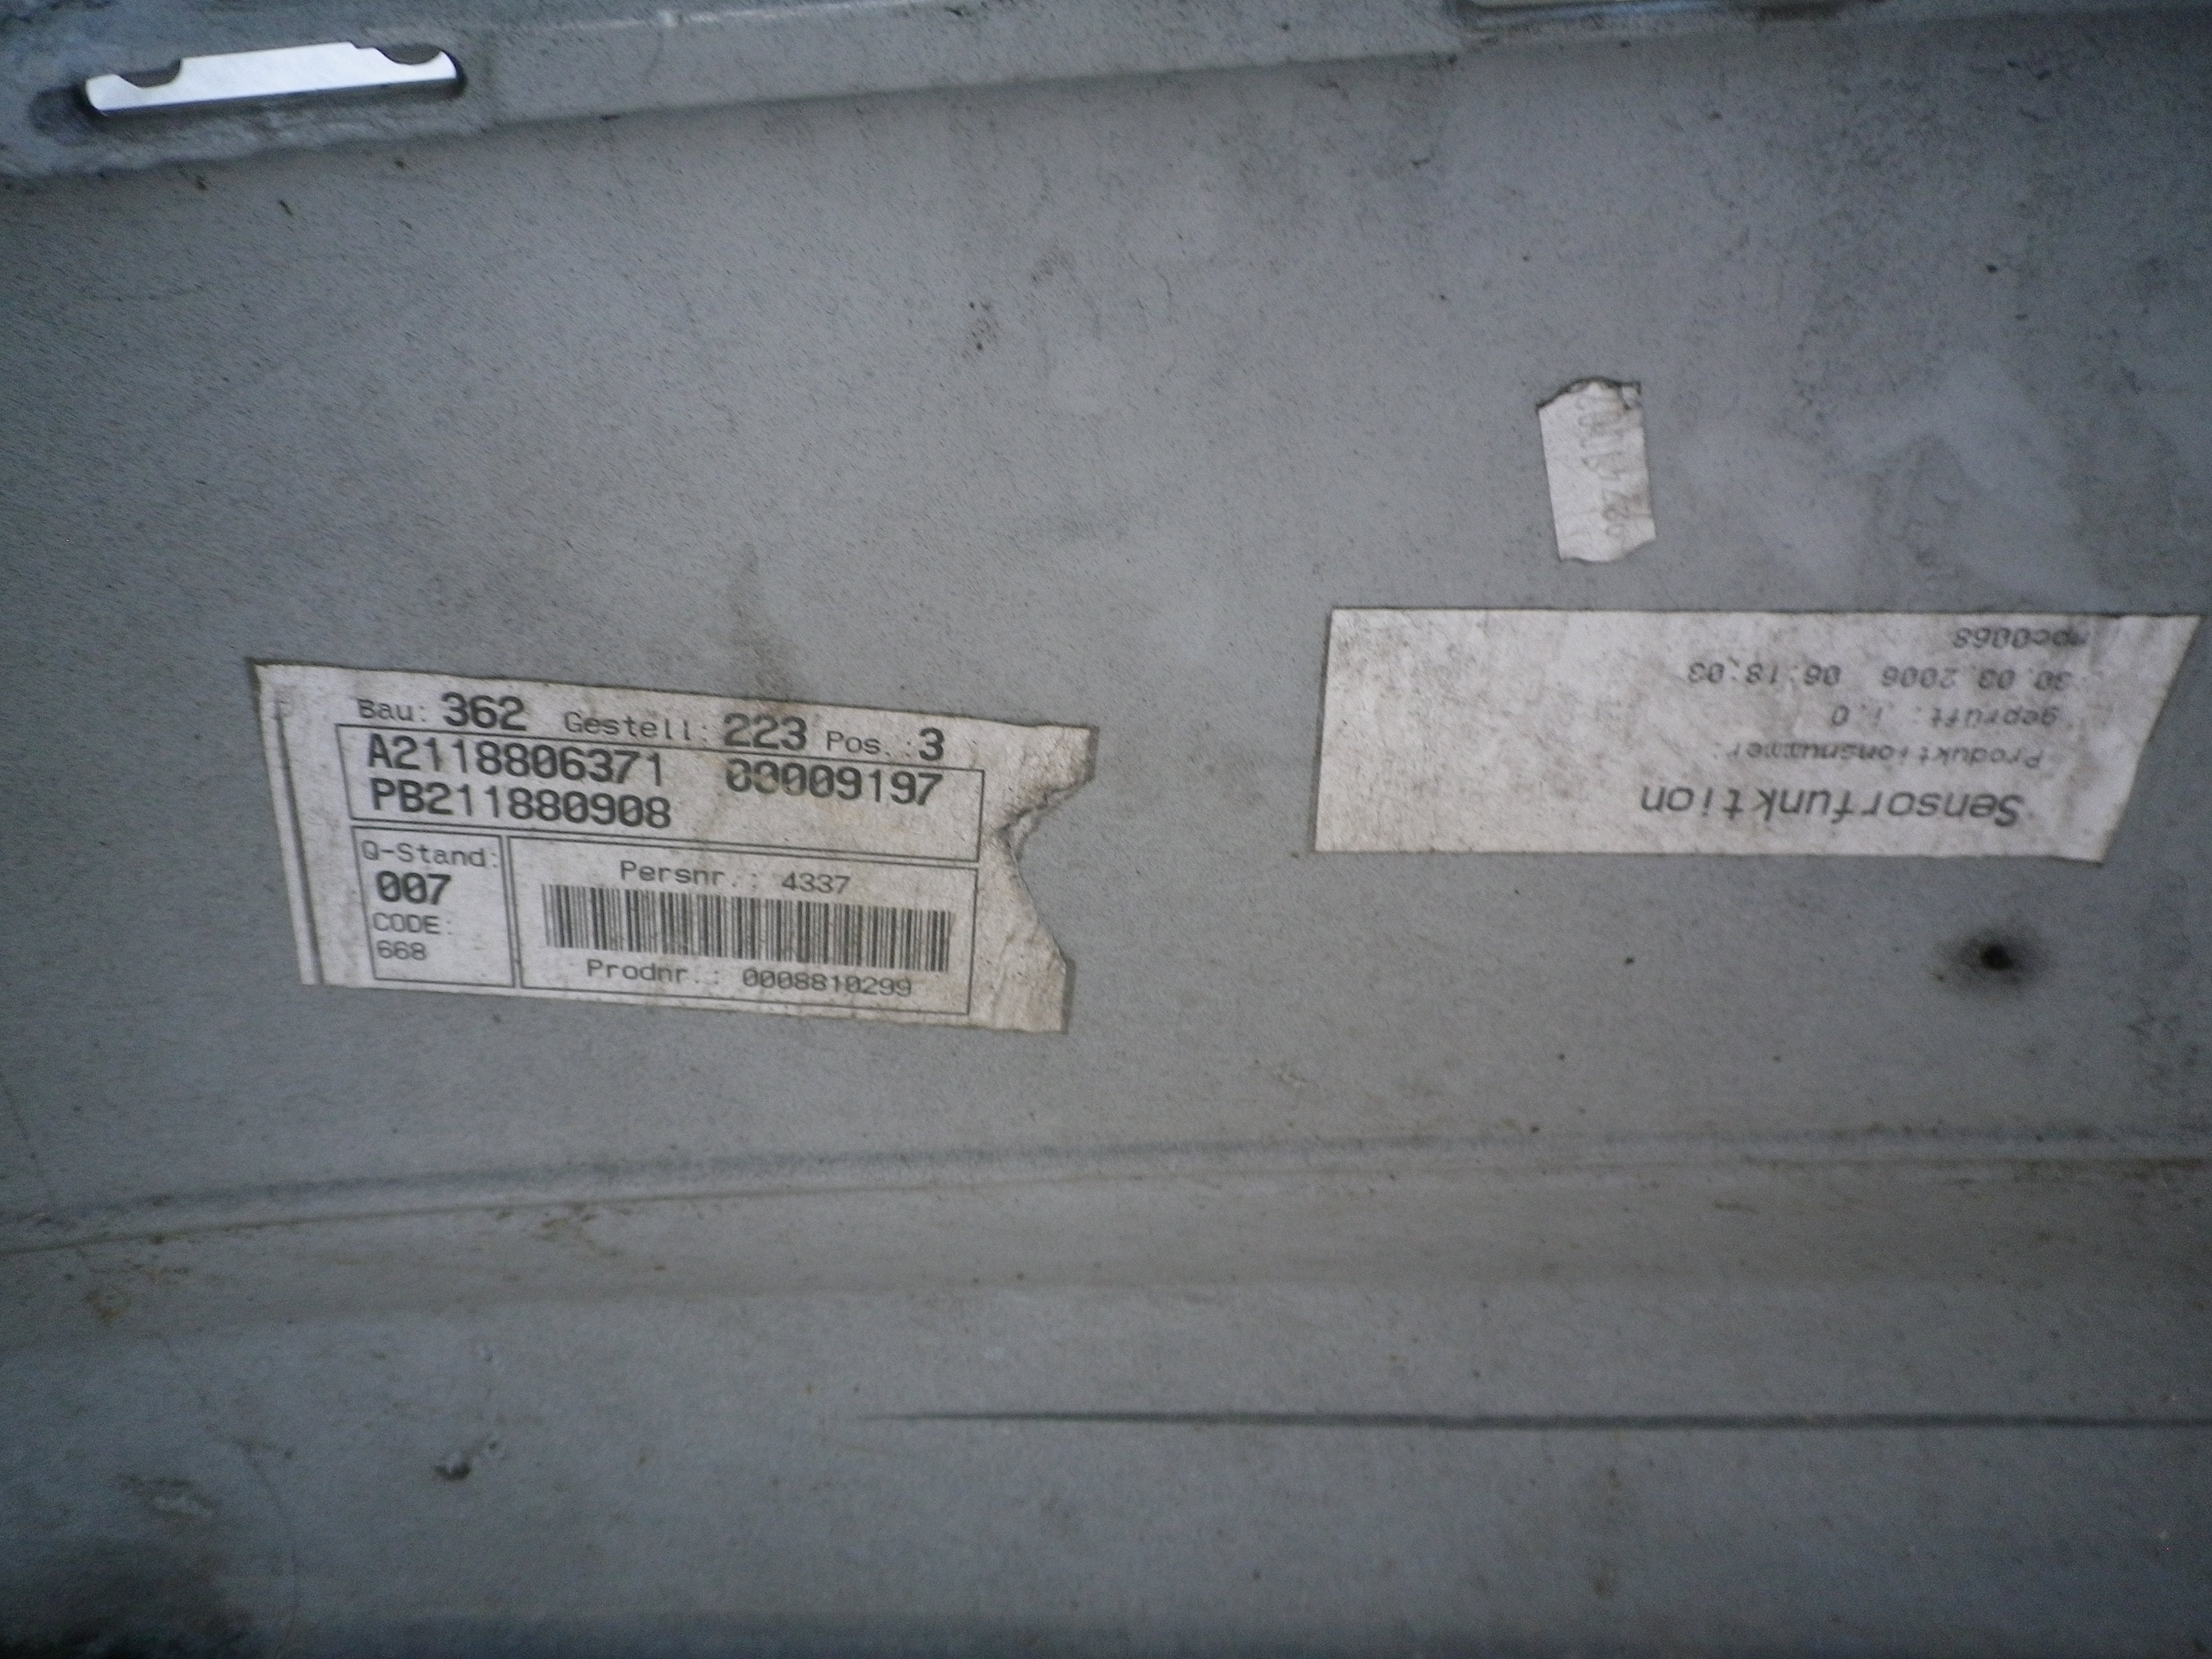 Bau: 362 Gestell: 223 Pos.: 3
A2118806371 00009197
PB211880908
Q-Stand:
007
CODE:
668
Persnr.: 4337
Prodnr.: 0008810299
Sensorfunktion
Produktionsnummer:
geprüft: i.O
30.03.2006 06:18:03
mpc0068